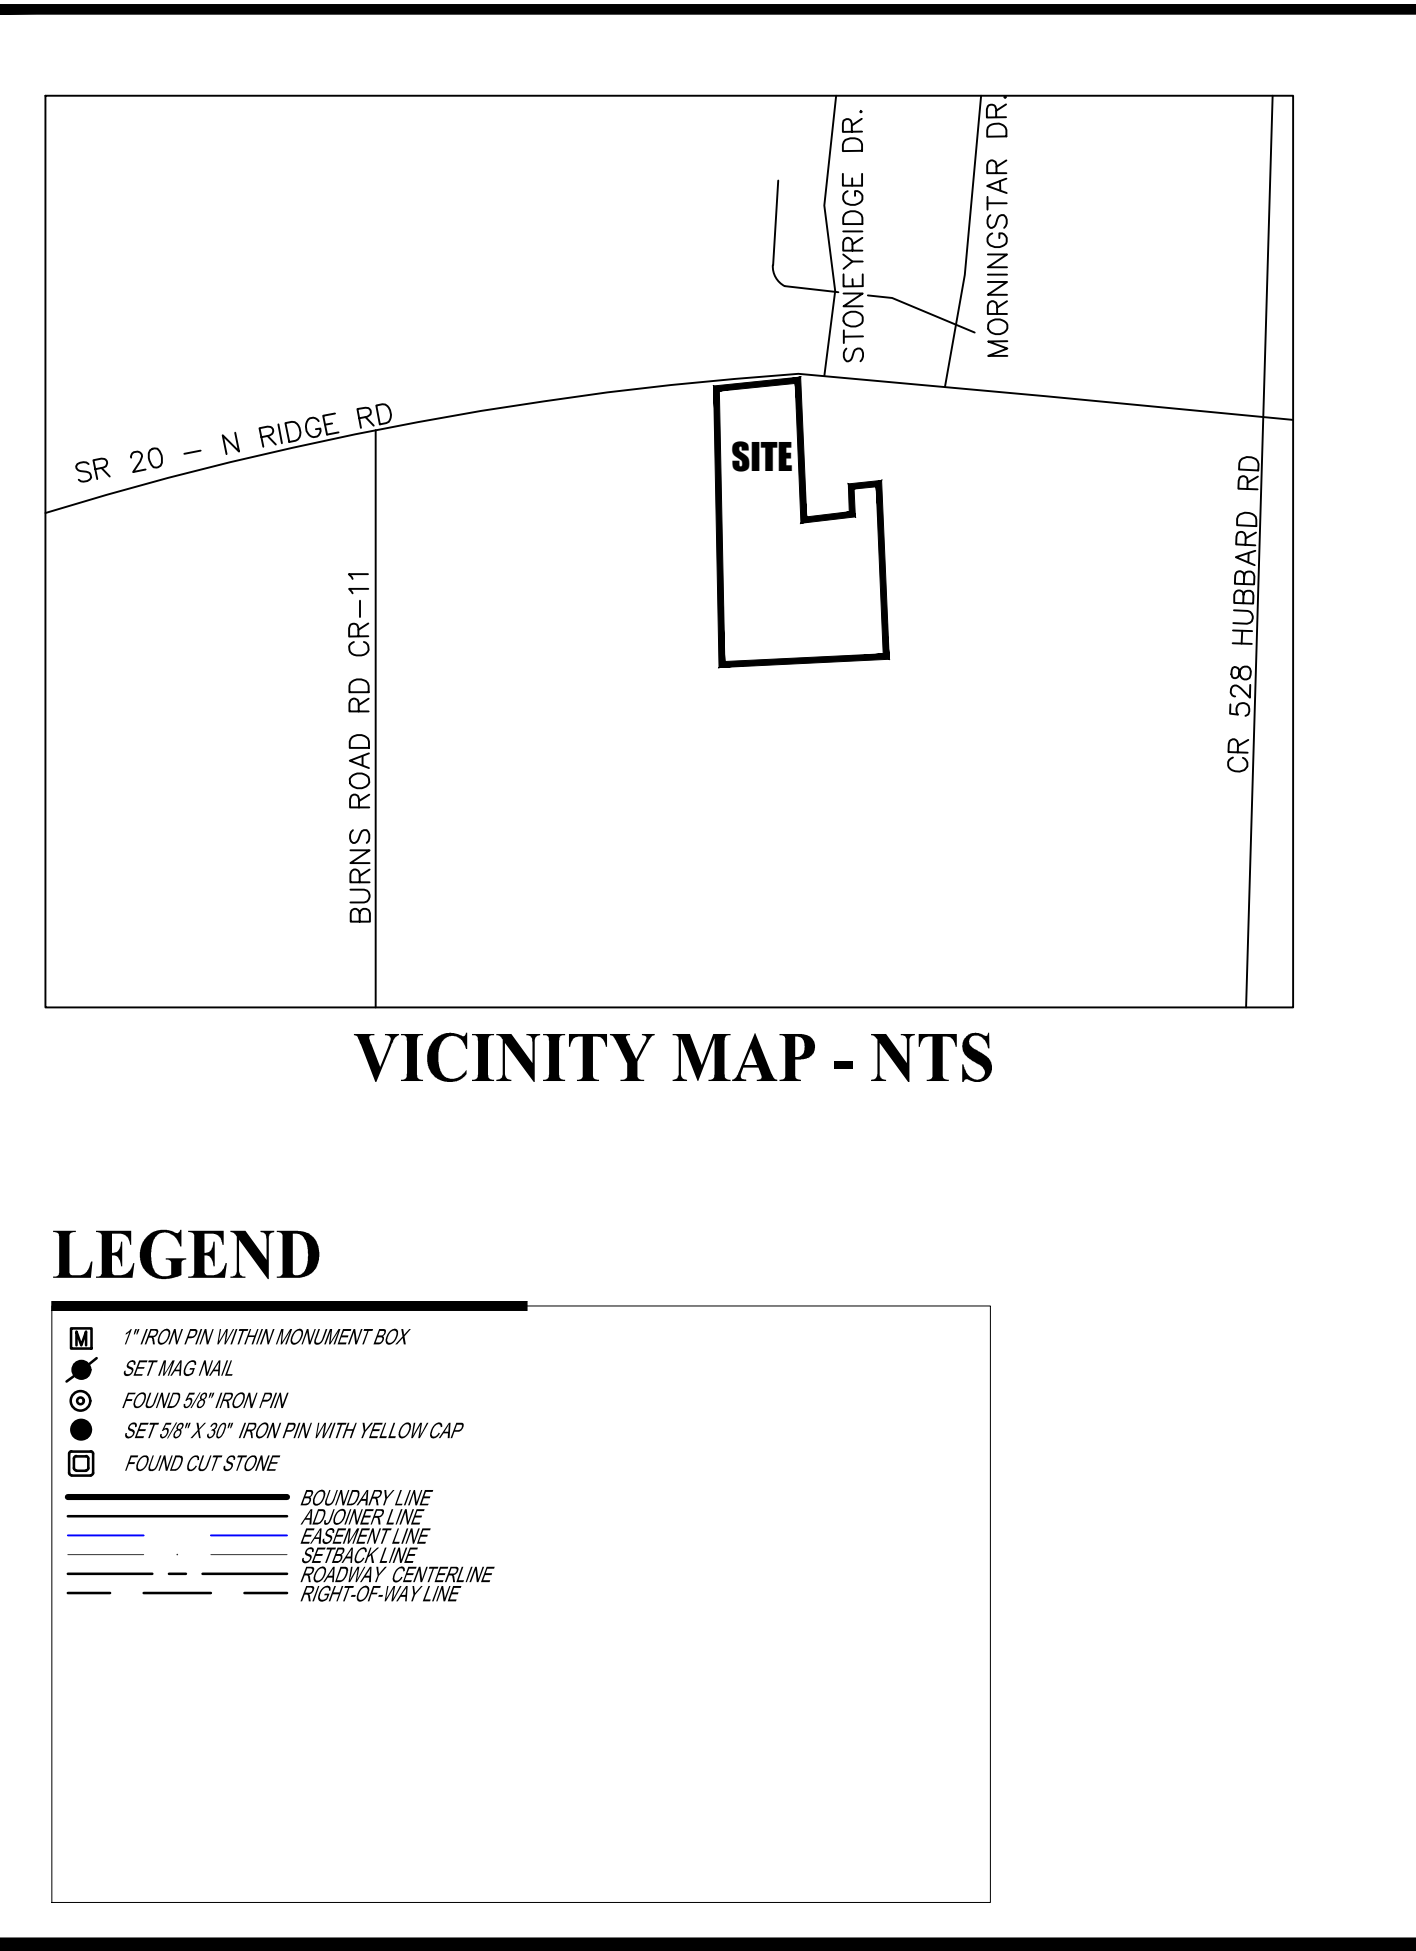 STONEYRIDGE DR.
MORNINGSTAR DR.
SR 20 - N RIDGE RD
SITE
BURNS ROAD RD CR-11
CR 528 HUBBARD RD
VICINITY MAP - NTS
LEGEND
M 1" IRON PIN WITHIN MONUMENT BOX
SET MAG NAIL
FOUND 5/8" IRON PIN
SET 5/8" X 30" IRON PIN WITH YELLOW CAP
FOUND CUT STONE
BOUNDARY LINE
ADJOINER LINE
EASEMENT LINE
SETBACK LINE
ROADWAY CENTERLINE
RIGHT-OF-WAY LINE